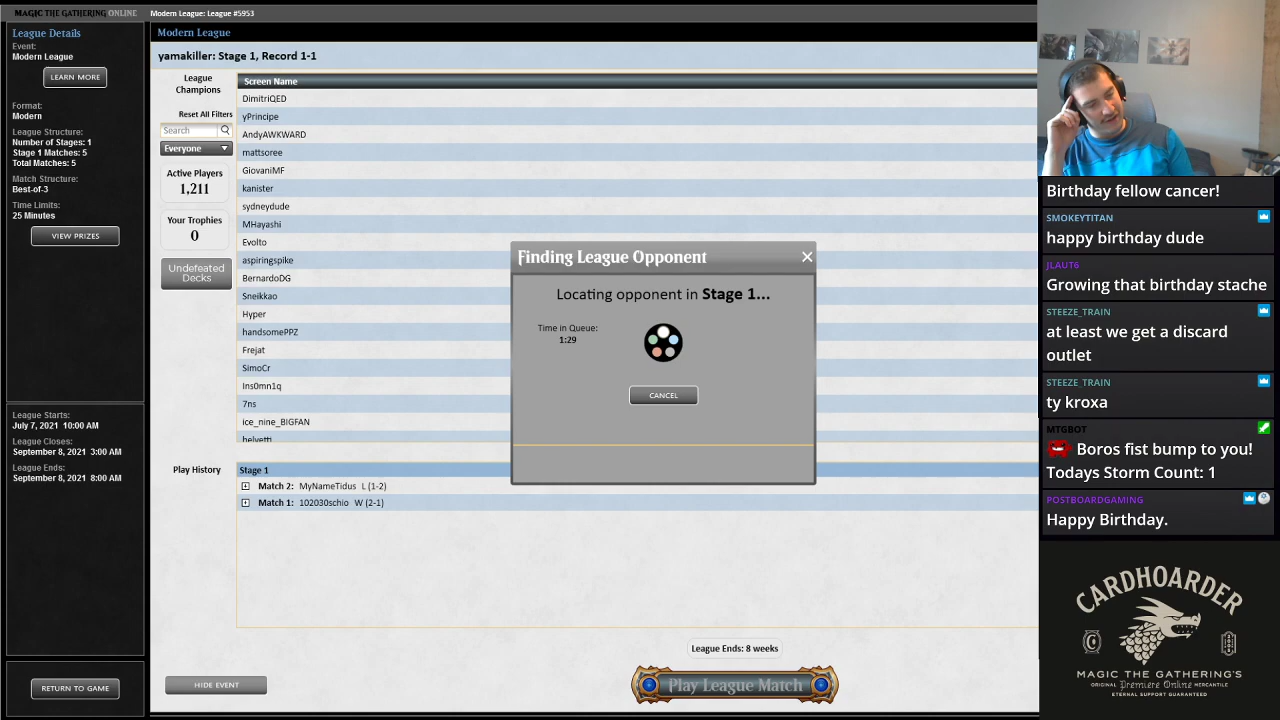 MAGIC THE GATHERING ONLINE
Modern League: League #5953
League Details
Event:
Modern League
LEARN MORE
Format:
Modern
League Structure:
Number of Stages: 1
Stage 1 Matches: 5
Total Matches: 5
Match Structure:
Best-of-3
Time Limits:
25 Minutes
VIEW PRIZES
League Starts:
July 7, 2021 10:00 AM
League Closes:
September 8, 2021 3:00 AM
League Ends:
September 8, 2021 8:00 AM
RETURN TO GAME
Modern League
yamakiller: Stage 1, Record 1-1
League
Champions
Reset All Filters
Search
Everyone
Active Players
1,211
Your Trophies
0
Undefeated
Decks
Screen Name
DimitriQED
yPrincipe
AndyAWKWARD
mattsoree
GiovaniMF
kanister
sydneydude
MHayashi
Evolto
aspiringspike
BernardoDG
Sneikkao
Hyper
handsomePPZ
Frejat
SimoCr
Ins0mn1q
7ns
ice_nine_BIGFAN
helvetti
Finding League Opponent
Locating opponent in Stage 1...
Time in Queue:
1:29
CANCEL
Play History
Stage 1
Match 2: MyNameTidus L (1-2)
Match 1: 102030schio W (2-1)
League Ends: 8 weeks
HIDE EVENT
Play League Match
Birthday fellow cancer!
SMOKEYTITAN
happy birthday dude
JLAUT6
Growing that birthday stache
STEEZE_TRAIN
at least we get a discard
outlet
STEEZE_TRAIN
ty kroxa
MTGBOT
Boros fist bump to you!
Todays Storm Count: 1
POSTBOARDGAMING
Happy Birthday.
CARDHOARDER
MAGIC THE GATHERING'S
ORIGINAL Premiere Online MERCANTILE
ETERNAL SUPPORT GUARANTEED